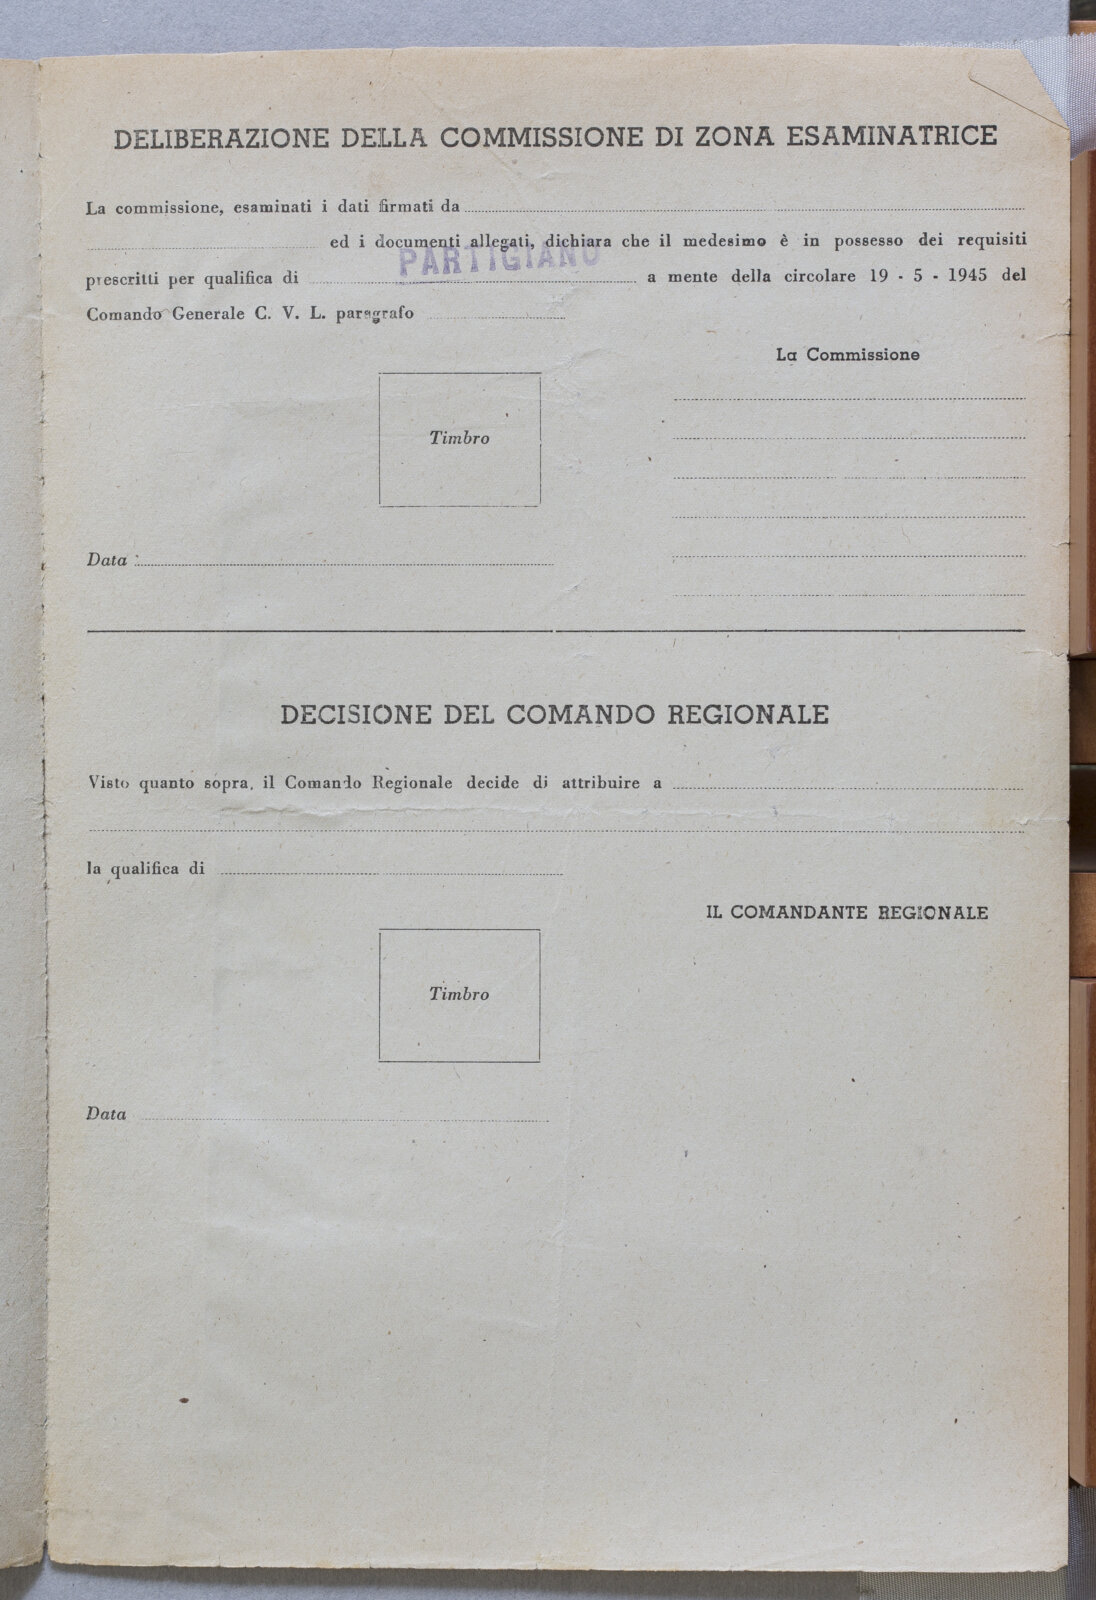 DELIBERAZIONE DELLA COMMISSIONE DI ZONA ESAMINATRICE
La commissione, esaminati i dati firmati da
ed i documenti allegati, dichiara che il medesimo è in possesso dei requisiti
PARTIGIANO
prescritti per qualifica di a mente della circolare 19 - 5 - 1945 del
Comando Generale C. V. L. paragrafo
La Commissione
Timbro
Data :
DECISIONE DEL COMANDO REGIONALE
Visto quanto sopra, il Comando Regionale decide di attribuire a
la qualifica di
IL COMANDANTE REGIONALE
Timbro
Data